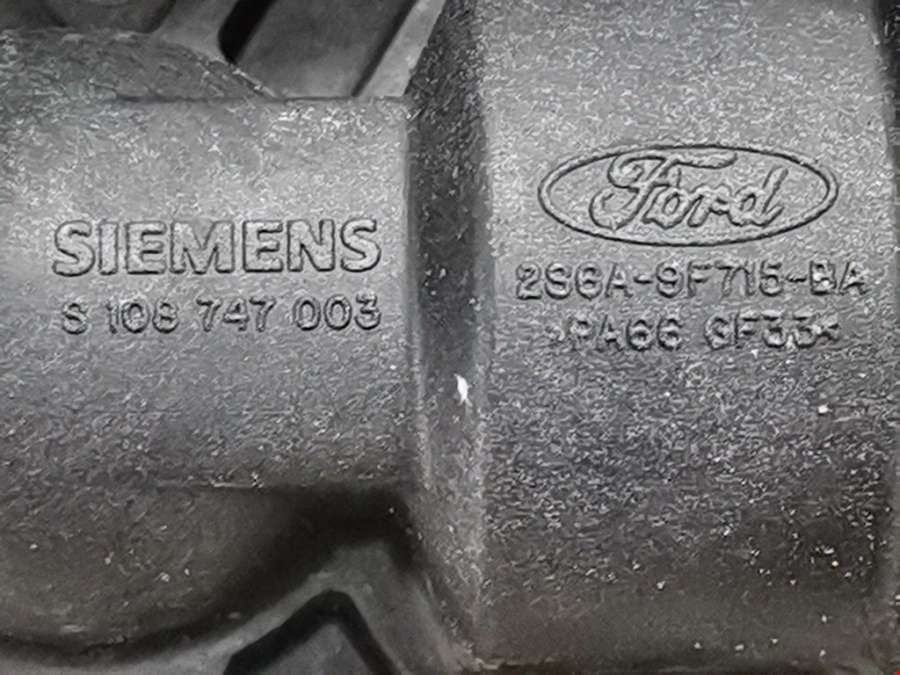 SIEMENS
S 108 747 003
Ford
2S6A-9F715-BA
>PA66 GF33<